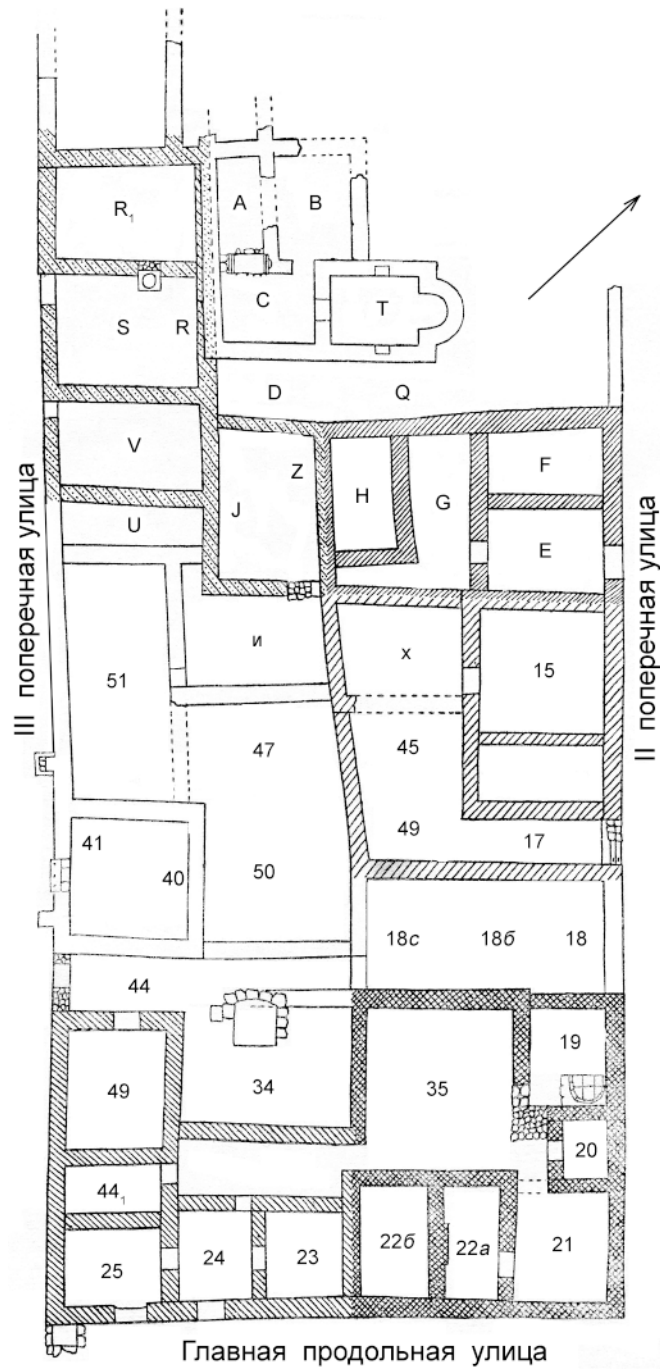 A B
R₁
C T
S R
D Q
F
V Z H G
J
U E
III поперечная улица
II поперечная улица
и х 15
51
47 45
49 17
41
40 50
18с 18б 18
44
19
34 35
49
20
44₁
22б 22а 21
25 24 23
Главная продольная улица